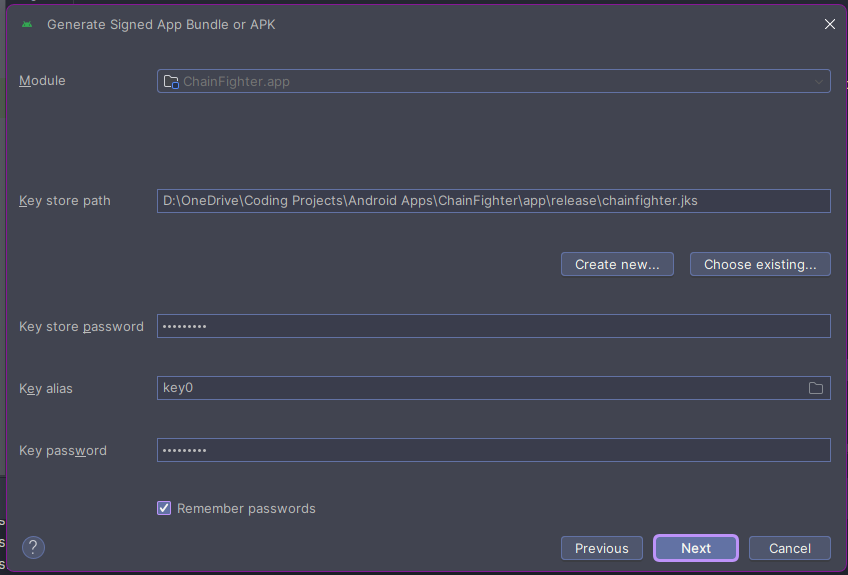 Generate Signed App Bundle or APK
Module
ChainFighter.app
Key store path
D:\OneDrive\Coding Projects\Android Apps\ChainFighter\app\release\chainfighter.jks
Create new...
Choose existing...
Key store password
•••••••••
Key alias
key0
Key password
•••••••••
Remember passwords
?
Previous
Next
Cancel